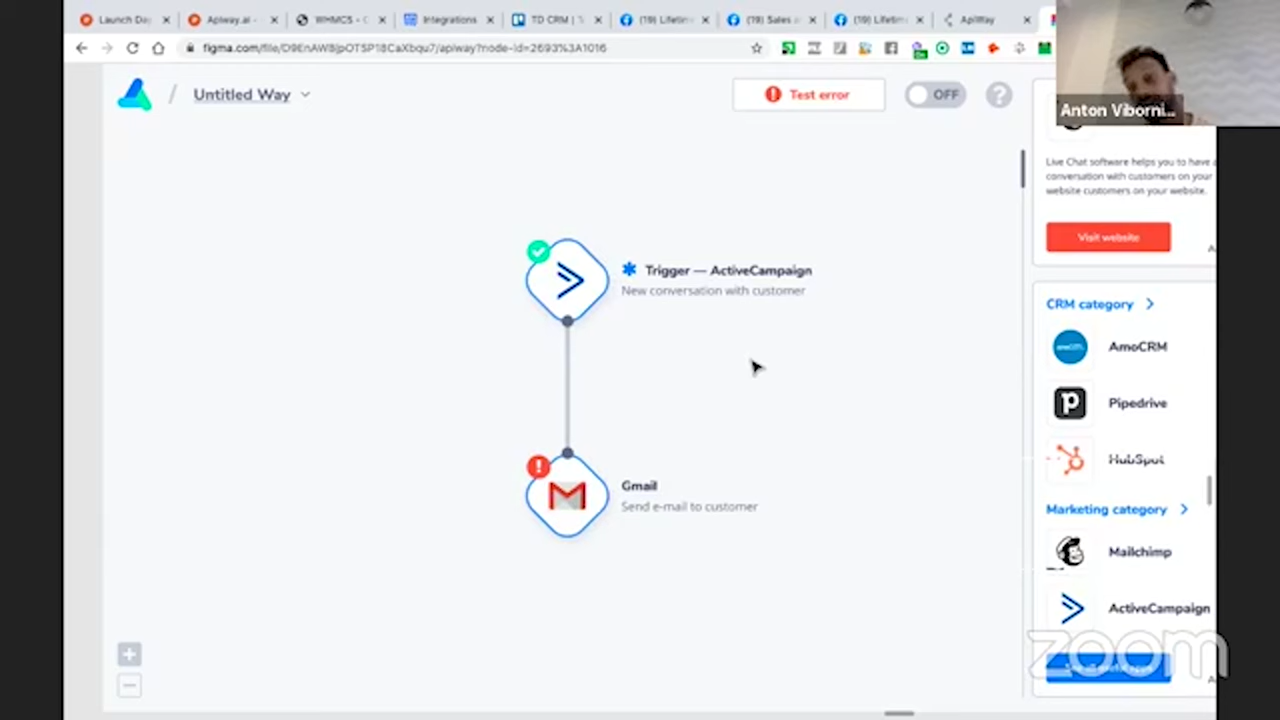 Launch Day
Apiway.ai -
WHMCS - C
Integrations
TD CRM | T
(19) Lifetim
(19) Sales a
(19) Lifetim
ApiWay
figma.com/file/
/apiway?node-id=2693%3A1016
Untitled Way
Test error
OFF
?
Anton Viborni...
Live Chat software helps you to have a
conversation with customers on your
website customers on your website.
Visit website
Trigger — ActiveCampaign
New conversation with customer
CRM category
AmoCRM
Pipedrive
HubSpot
Gmail
Send e-mail to customer
Marketing category
Mailchimp
ActiveCampaign
zoom